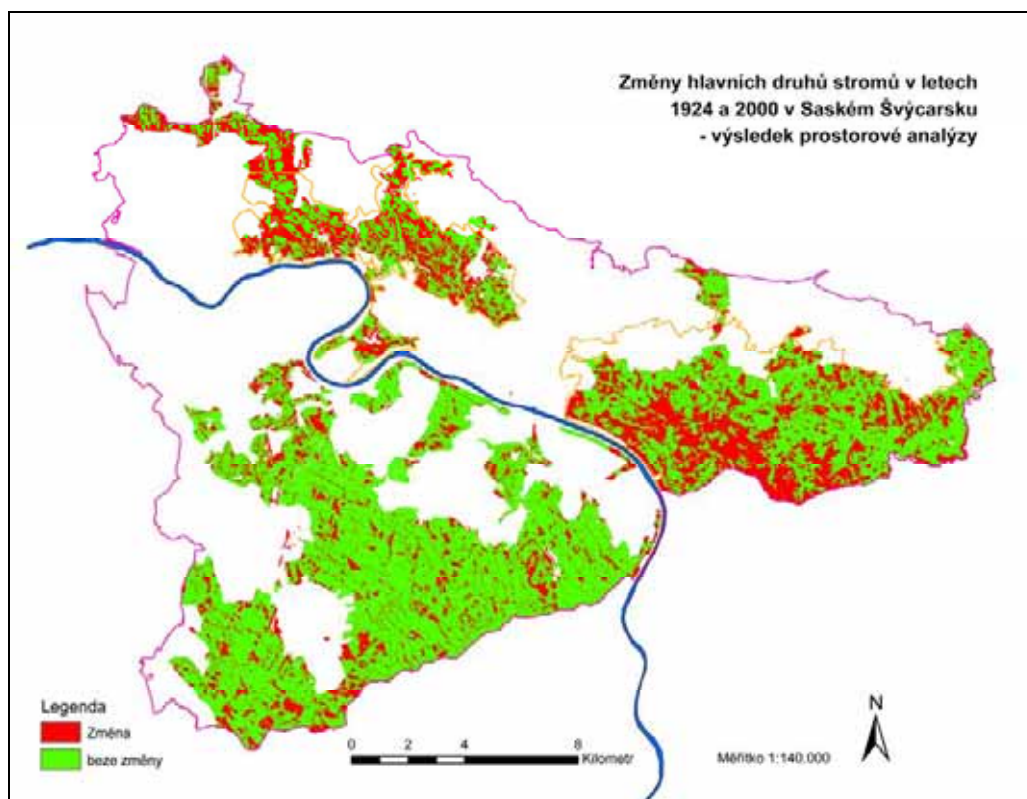 Změny hlavních druhů stromů v letech
1924 a 2000 v Saském Švýcarsku
- výsledek prostorové analýzy
Legenda
Změna
beze změny
0 2 4 8
Kilometr
Měřítko 1:140.000
N